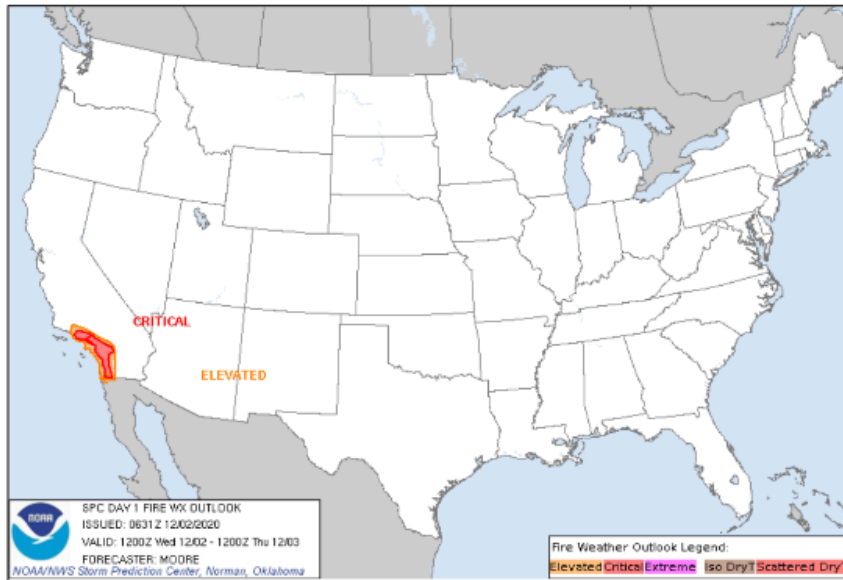 CRITICAL
ELEVATED
NOAA
SPC DAY 1 FIRE WX OUTLOOK
ISSUED: 0631Z 12/02/2020
VALID: 1200Z Wed 12/02 - 1200Z Thu 12/03
FORECASTER: MOORE
NOAA/NWS Storm Prediction Center, Norman, Oklahoma
Fire Weather Outlook Legend:
Elevated Critical Extreme Iso DryT Scattered DryT